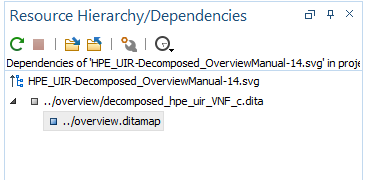 Resource Hierarchy/Dependencies
Dependencies of 'HPE_UIR-Decomposed_OverviewManual-14.svg' in proje
HPE_UIR-Decomposed_OverviewManual-14.svg
../overview/decomposed_hpe_uir_VNF_c.dita
../overview.ditamap